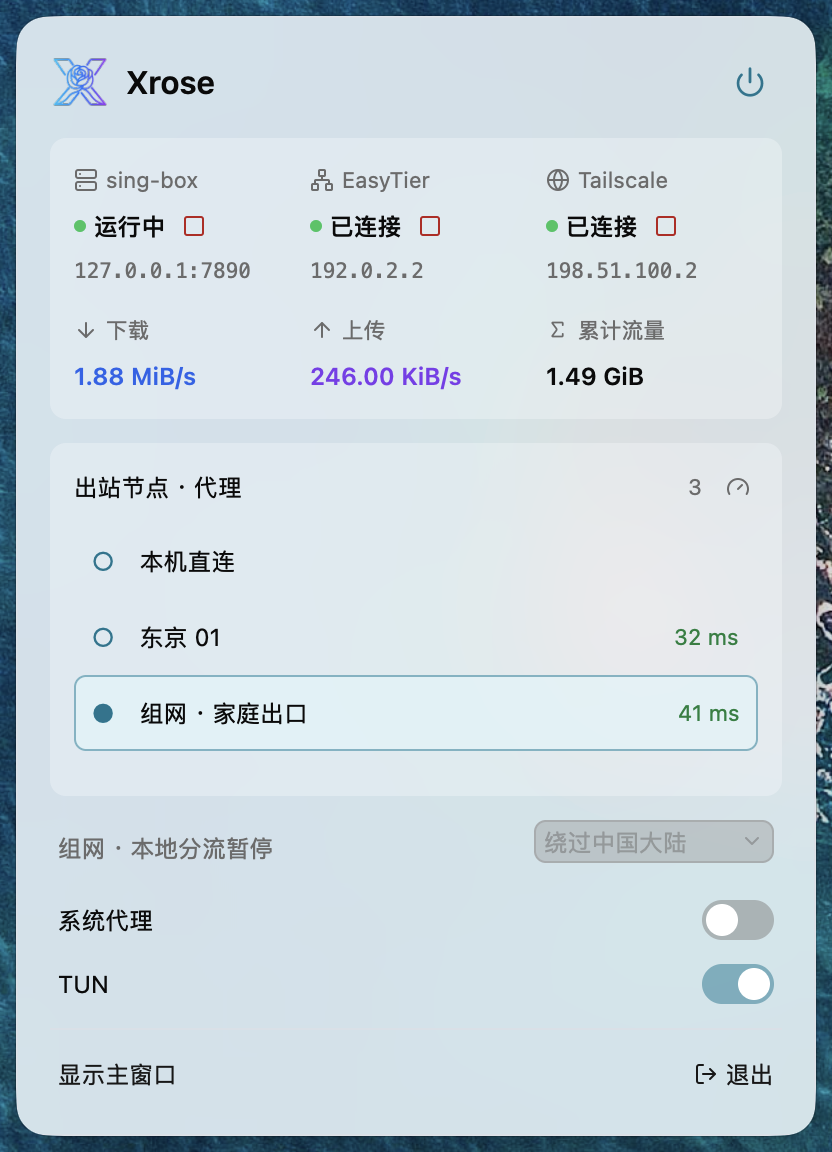 Xrose
sing-box EasyTier Tailscale
运行中 已连接 已连接
127.0.0.1:7890 192.0.2.2 198.51.100.2
下载 上传 Σ 累计流量
1.88 MiB/s 246.00 KiB/s 1.49 GiB
出站节点 · 代理 3
本机直连
东京 01 32 ms
组网 · 家庭出口 41 ms
组网 · 本地分流暂停 绕过中国大陆
系统代理
TUN
显示主窗口 退出